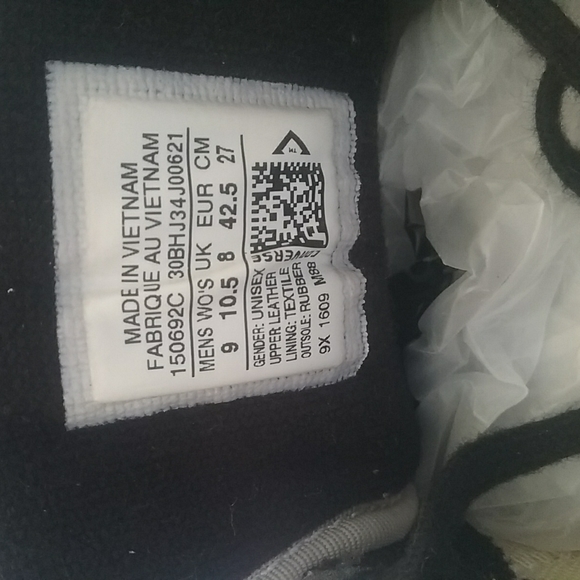 MADE IN VIETNAM
FABRIQUE AU VIETNAM
150692C 30BHJ34J00621
MENS WO'S UK EUR CM
9 10.5 8 42.5 27
GENDER: UNISEX
UPPER LEATHER
LINING: TEXTILE
OUTSOLE: RUBBER
9X 1609 M88